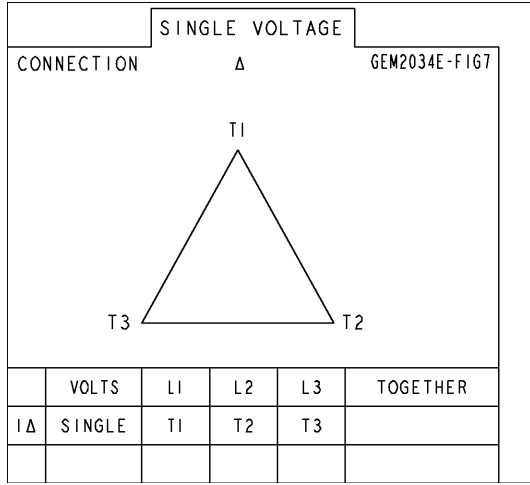 SINGLE VOLTAGE
CONNECTION Δ GEM2034E-FIG7
T1
T3 T2
VOLTS L1 L2 L3 TOGETHER
1Δ SINGLE T1 T2 T3